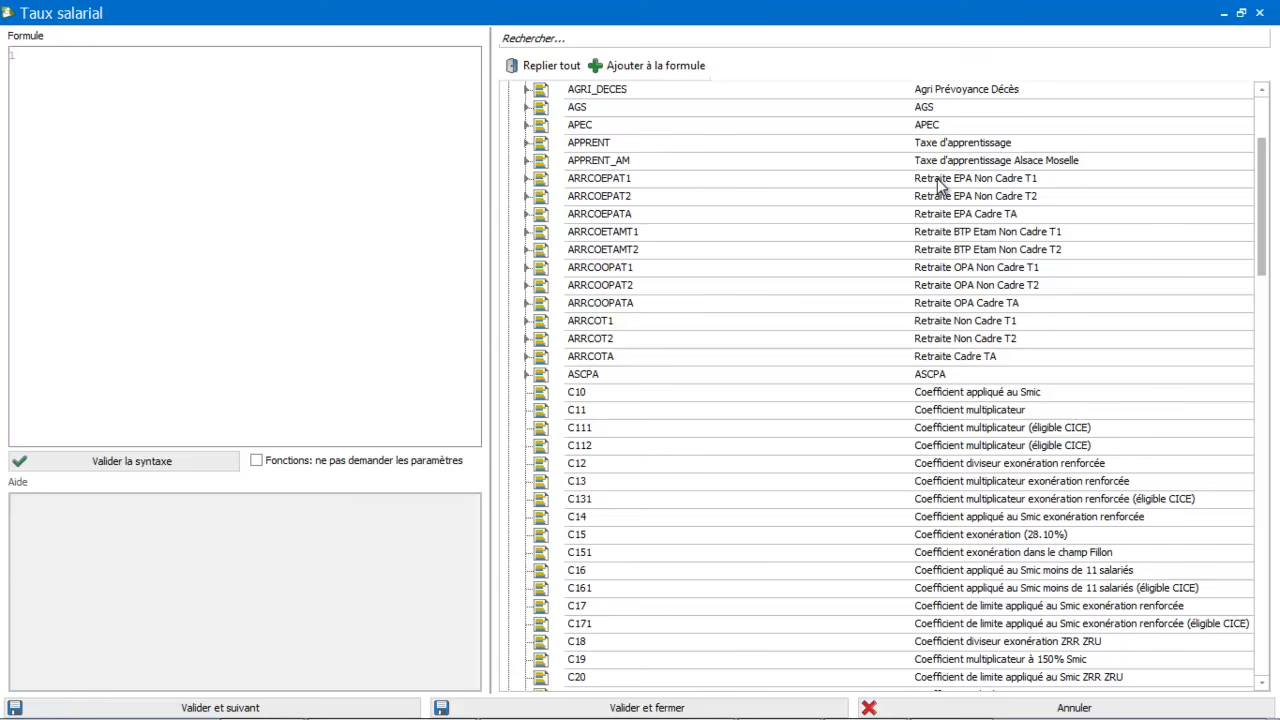 Taux salarial
Formule
1
Rechercher...
Replier tout Ajouter à la formule
AGRI_DECES Agri Prévoyance Décès
AGS AGS
APEC APEC
APPRENT Taxe d'apprentissage
APPRENT_AM Taxe d'apprentissage Alsace Moselle
ARRCOEPAT1 Retraite EPA Non Cadre T1
ARRCOEPAT2 Retraite EPA Non Cadre T2
ARRCOEPATA Retraite EPA Cadre TA
ARRCOETAMT1 Retraite BTP Etam Non Cadre T1
ARRCOETAMT2 Retraite BTP Etam Non Cadre T2
ARRCOOPAT1 Retraite OPA Non Cadre T1
ARRCOOPAT2 Retraite OPA Non Cadre T2
ARRCOOPATA Retraite OPA Cadre TA
ARRCOT1 Retraite Non Cadre T1
ARRCOT2 Retraite Non Cadre T2
ARRCOTA Retraite Cadre TA
ASCPA ASCPA
C10 Coefficient appliqué au Smic
C11 Coefficient multiplicateur
C111 Coefficient multiplicateur (éligible CICE)
C112 Coefficient multiplicateur (éligible CICE)
C12 Coefficient diviseur exonération renforcée
C13 Coefficient multiplicateur exonération renforcée
C131 Coefficient multiplicateur exonération renforcée (éligible CICE)
C14 Coefficient appliqué au Smic exonération renforcée
C15 Coefficient exonération (28.10%)
C151 Coefficient exonération dans le champ Fillon
C16 Coefficient appliqué au Smic moins de 11 salariés
C161 Coefficient appliqué au Smic moins de 11 salariés (éligible CICE)
C17 Coefficient de limite appliqué au Smic exonération renforcée
C171 Coefficient de limite appliqué au Smic exonération renforcée (éligible CICE)
C18 Coefficient diviseur exonération ZRR ZRU
C19 Coefficient multiplicateur à 150% Smic
C20 Coefficient de limite appliqué au Smic ZRR ZRU
Valider la syntaxe
Fonctions: ne pas demander les paramètres
Aide
Valider et suivant
Valider et fermer
Annuler